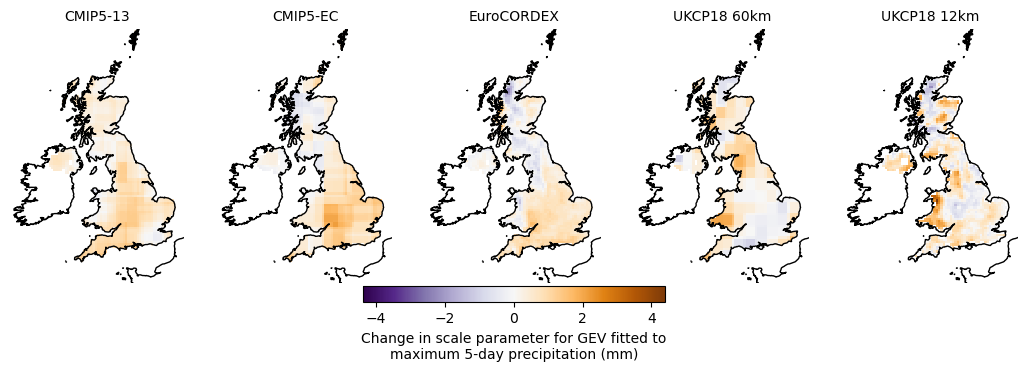 CMIP5-13 CMIP5-EC EuroCORDEX UKCP18 60km UKCP18 12km
−4 −2 0 2 4
Change in scale parameter for GEV fitted to
maximum 5-day precipitation (mm)